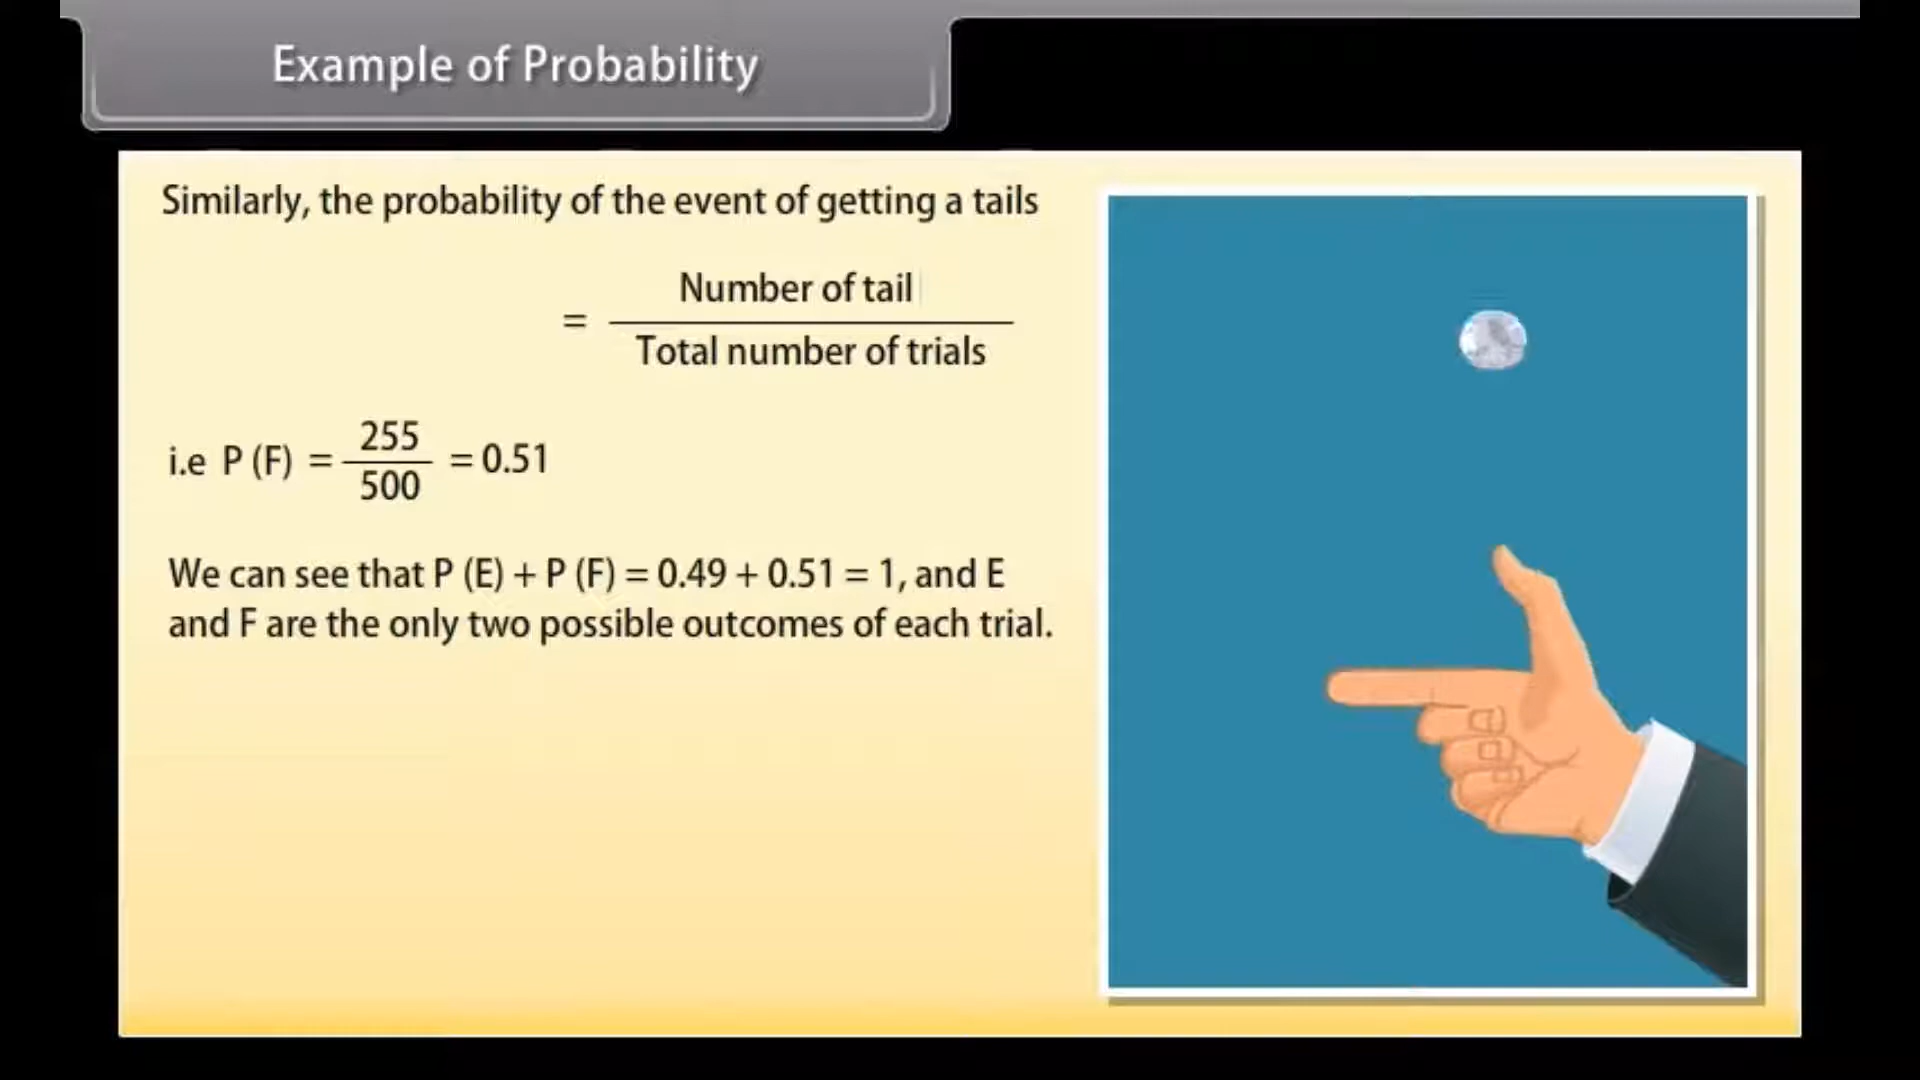 Example of Probability
Similarly, the probability of the event of getting a tails
= Number of tail / Total number of trials
i.e P (F) = 255 / 500 = 0.51
We can see that P (E) + P (F) = 0.49 + 0.51 = 1, and E
and F are the only two possible outcomes of each trial.